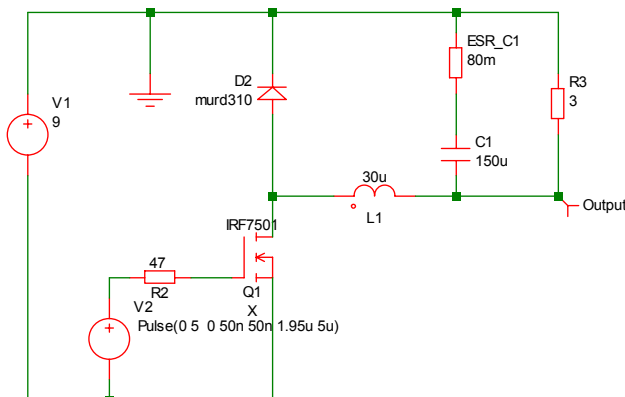 ESR_C1
80m
D2
murd310
R3
3
V1
9
C1
150u
30u
L1
Output
IRF7501
47
R2
Q1
X
V2
Pulse(0 5 0 50n 50n 1.95u 5u)